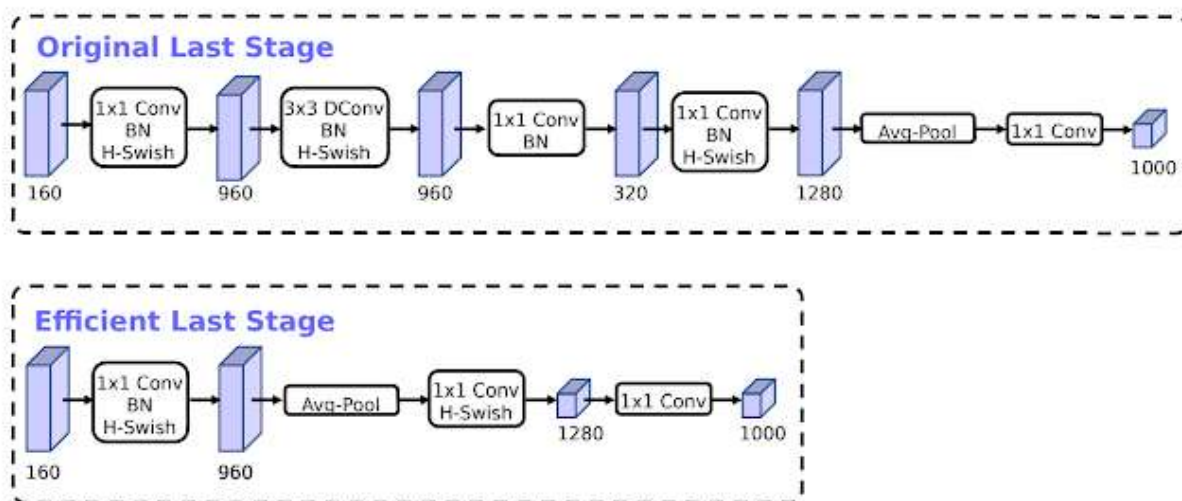 Original Last Stage
1x1 Conv
BN
H-Swish
3x3 DConv
BN
H-Swish
1x1 Conv
BN
1x1 Conv
BN
H-Swish
Avg-Pool
1x1 Conv
160
960
960
320
1280
1000
Efficient Last Stage
1x1 Conv
BN
H-Swish
Avg-Pool
1x1 Conv
H-Swish
1x1 Conv
160
960
1280
1000